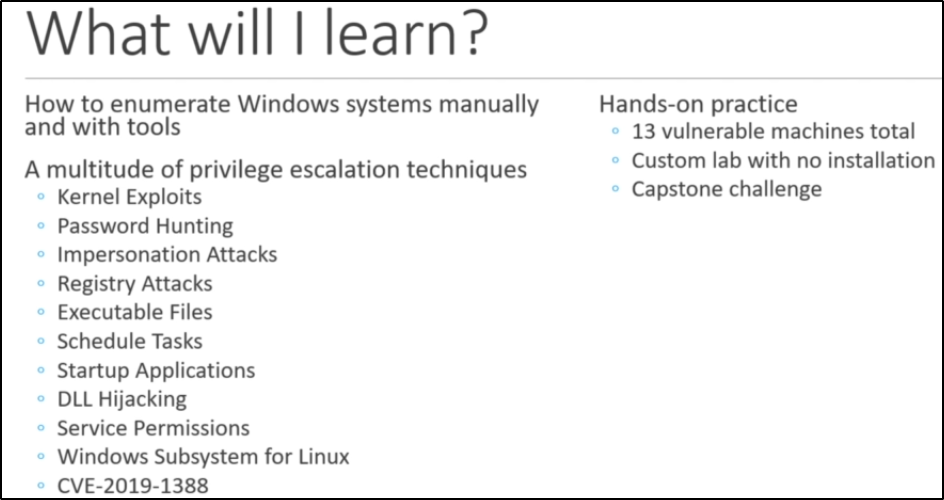 What will I learn?
How to enumerate Windows systems manually
and with tools
A multitude of privilege escalation techniques
Kernel Exploits
Password Hunting
Impersonation Attacks
Registry Attacks
Executable Files
Schedule Tasks
Startup Applications
DLL Hijacking
Service Permissions
Windows Subsystem for Linux
CVE-2019-1388
Hands-on practice
13 vulnerable machines total
Custom lab with no installation
Capstone challenge